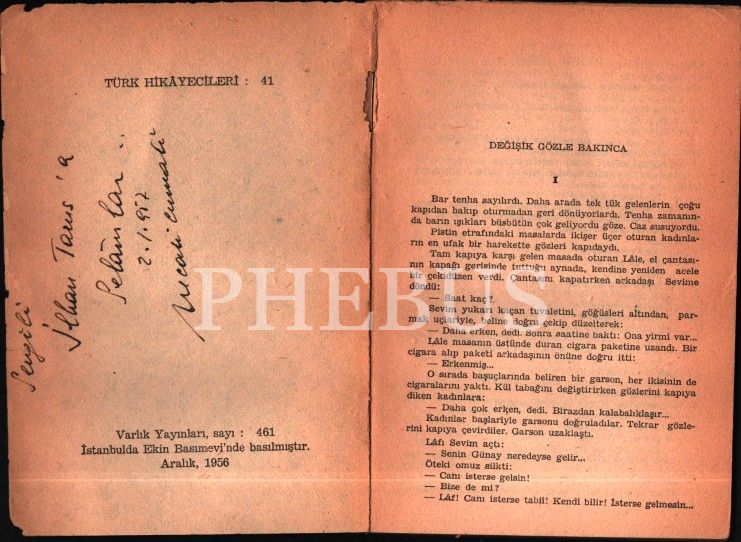 TÜRK HİKÂYECİLERİ : 41
Sevgili
İlhan Tarus'a
Selâmlar..
2.1.957
Necati Cumalı
Varlık Yayınları, sayı : 461
İstanbulda Ekin Basımevi'nde basılmıştır.
Aralık, 1956
DEĞİŞİK GÖZLE BAKINCA
I
Bar tenha sayılırdı. Daha arada tek tük gelenlerin çoğu
kapıdan bakıp oturmadan geri dönüyorlardı. Tenha zamanın-
da barın ışıkları büsbütün çok geliyordu göze. Caz susuyordu.
Pistin etrafındaki masalarda ikişer üçer oturan kadınla-
rın en ufak bir harekette gözleri kapıdaydı.
Tam kapıya karşı gelen masada oturan Lâle, el çantası-
nın kapağı gerisinde tuttuğu aynada, kendine yeniden acele
bir çekidüzen verdi. Çantasını kapatırken arkadaşı Sevime
döndü:
— Saat kaç?
Sevim yukarı kaçan tuvaletini, göğüsleri altından, par-
mak uçlariyle, beline doğru çekip düzelterek:
— Daha erken, dedi. Sonra saatine baktı: Ona yirmi var...
Lâle masanın üstünde duran cigara paketine uzandı. Bir
cigara alıp paketi arkadaşının önüne doğru itti:
— Erkenmiş...
O sırada başuçlarında beliren bir garson, her ikisinin de
cigaralarını yaktı. Kül tabağını değiştirirken gözlerini kapıya
diken kadınlara:
— Daha çok erken, dedi. Birazdan kalabalıklaşır...
Kadınlar başlariyle garsonu doğruladılar. Tekrar gözle-
rini kapıya çevirdiler. Garson uzaklaştı.
Lâfı Sevim açtı:
— Senin Günay neredeyse gelir...
Öteki omuz silkti:
— Canı isterse gelsin!
— Bize de mi?
— Lâf! Canı isterse tabii! Kendi bilir! İsterse gelmesin...
PHEBUS